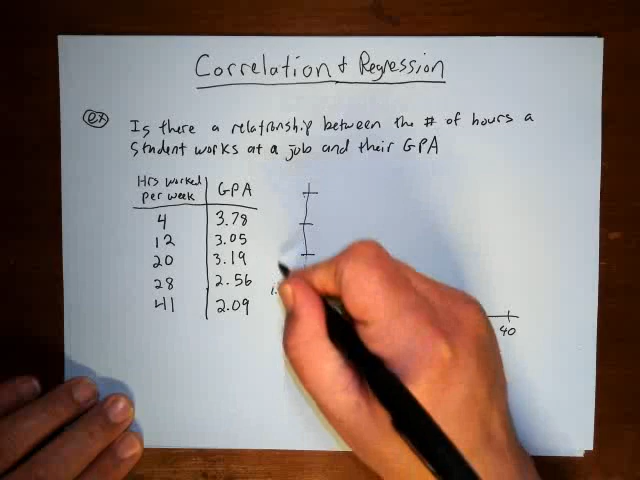 Correlation & Regression
ex Is there a relationship between the # of hours a
student works at a job and their GPA
Hrs worked per week GPA
4 3.78
12 3.05
20 3.19
28 2.56
41 2.09
40